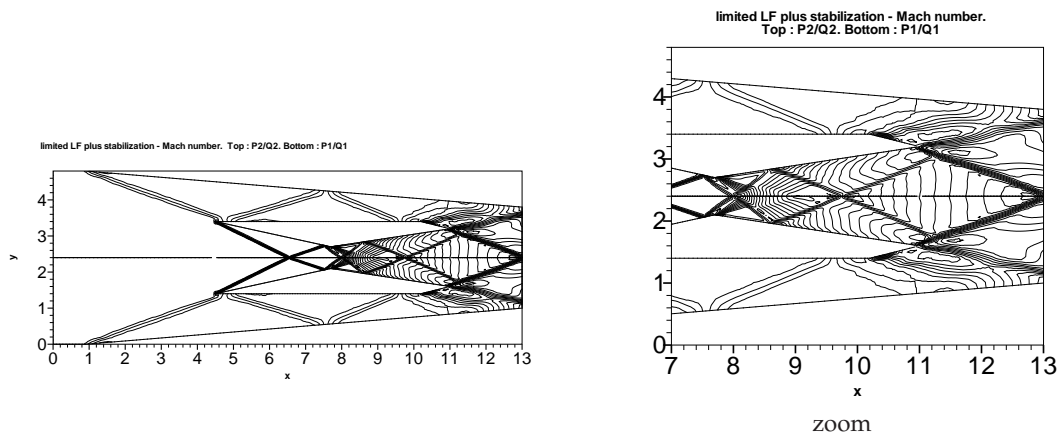 limited LF plus stabilization - Mach number. Top : P2/Q2. Bottom : P1/Q1
4
3
2
1
0
y
0 1 2 3 4 5 6 7 8 9 10 11 12 13
x
limited LF plus stabilization - Mach number.
Top : P2/Q2. Bottom : P1/Q1
4
3
2
1
0
7 8 9 10 11 12 13
x
zoom